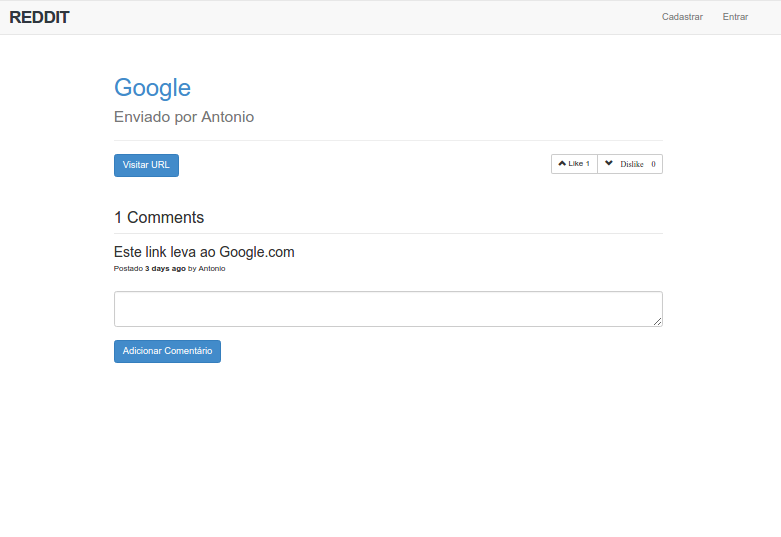 REDDIT Cadastrar Entrar
Google
Enviado por Antonio
Visitar URL Like 1 Dislike 0
1 Comments
Este link leva ao Google.com
Postado 3 days ago by Antonio
Adicionar Comentário